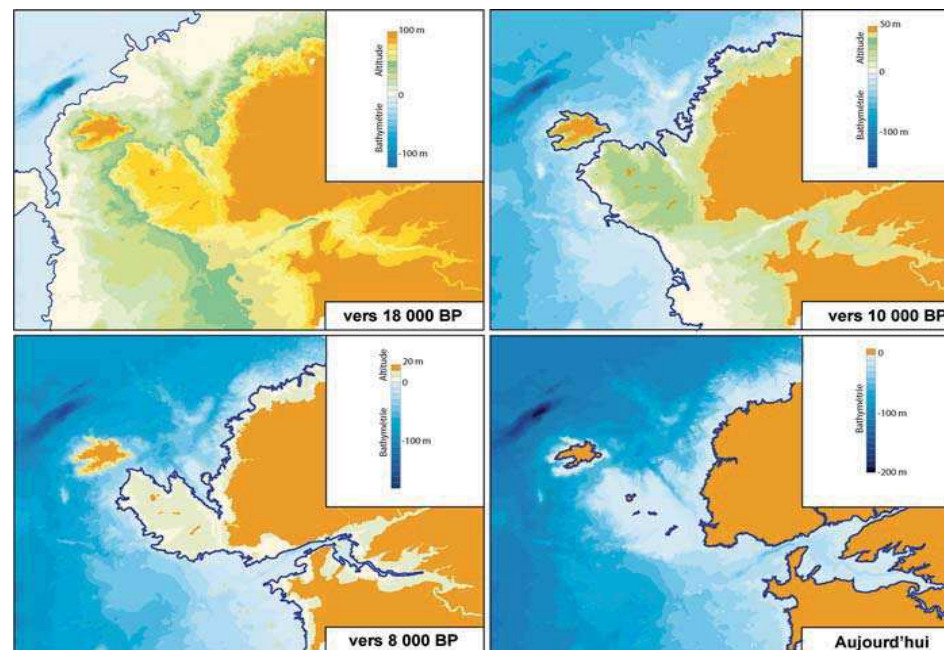 100 m
Altitude
0
Bathymétrie
-100 m
vers 18 000 BP
50 m
Altitude
0
Bathymétrie
-100 m
vers 10 000 BP
20 m
Altitude
0
Bathymétrie
-100 m
vers 8 000 BP
0
Bathymétrie
-100 m
-200 m
Aujourd'hui